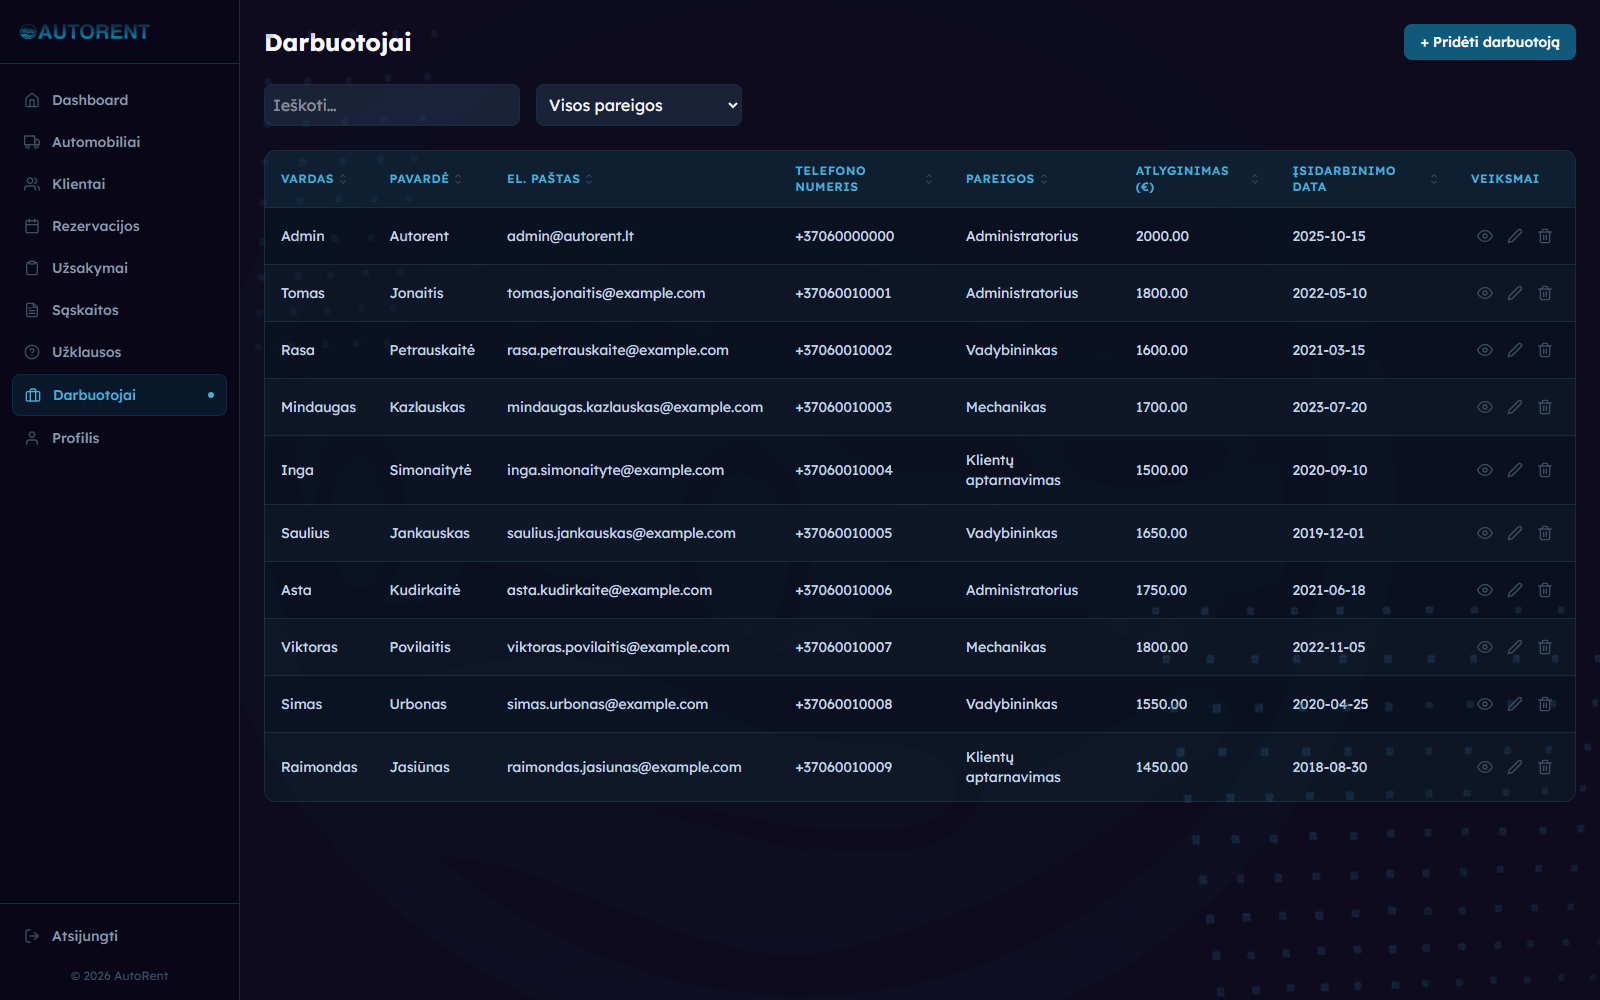 AUTORENT
Dashboard
Automobiliai
Klientai
Rezervacijos
Užsakymai
Sąskaitos
Užklausos
Darbuotojai
Profilis
Atsijungti
© 2026 AutoRent
Darbuotojai
+ Pridėti darbuotoją
Ieškoti...
Visos pareigos
VARDAS PAVARDĖ EL. PAŠTAS TELEFONO NUMERIS PAREIGOS ATLYGINIMAS (€) ĮSIDARBINIMO DATA VEIKSMAI
Admin Autorent admin@autorent.lt +37060000000 Administratorius 2000.00 2025-10-15
Tomas Jonaitis tomas.jonaitis@example.com +37060010001 Administratorius 1800.00 2022-05-10
Rasa Petrauskaitė rasa.petrauskaite@example.com +37060010002 Vadybininkas 1600.00 2021-03-15
Mindaugas Kazlauskas mindaugas.kazlauskas@example.com +37060010003 Mechanikas 1700.00 2023-07-20
Inga Simonaitytė inga.simonaityte@example.com +37060010004 Klientų aptarnavimas 1500.00 2020-09-10
Saulius Jankauskas saulius.jankauskas@example.com +37060010005 Vadybininkas 1650.00 2019-12-01
Asta Kudirkaitė asta.kudirkaite@example.com +37060010006 Administratorius 1750.00 2021-06-18
Viktoras Povilaitis viktoras.povilaitis@example.com +37060010007 Mechanikas 1800.00 2022-11-05
Simas Urbonas simas.urbonas@example.com +37060010008 Vadybininkas 1550.00 2020-04-25
Raimondas Jasiūnas raimondas.jasiunas@example.com +37060010009 Klientų aptarnavimas 1450.00 2018-08-30